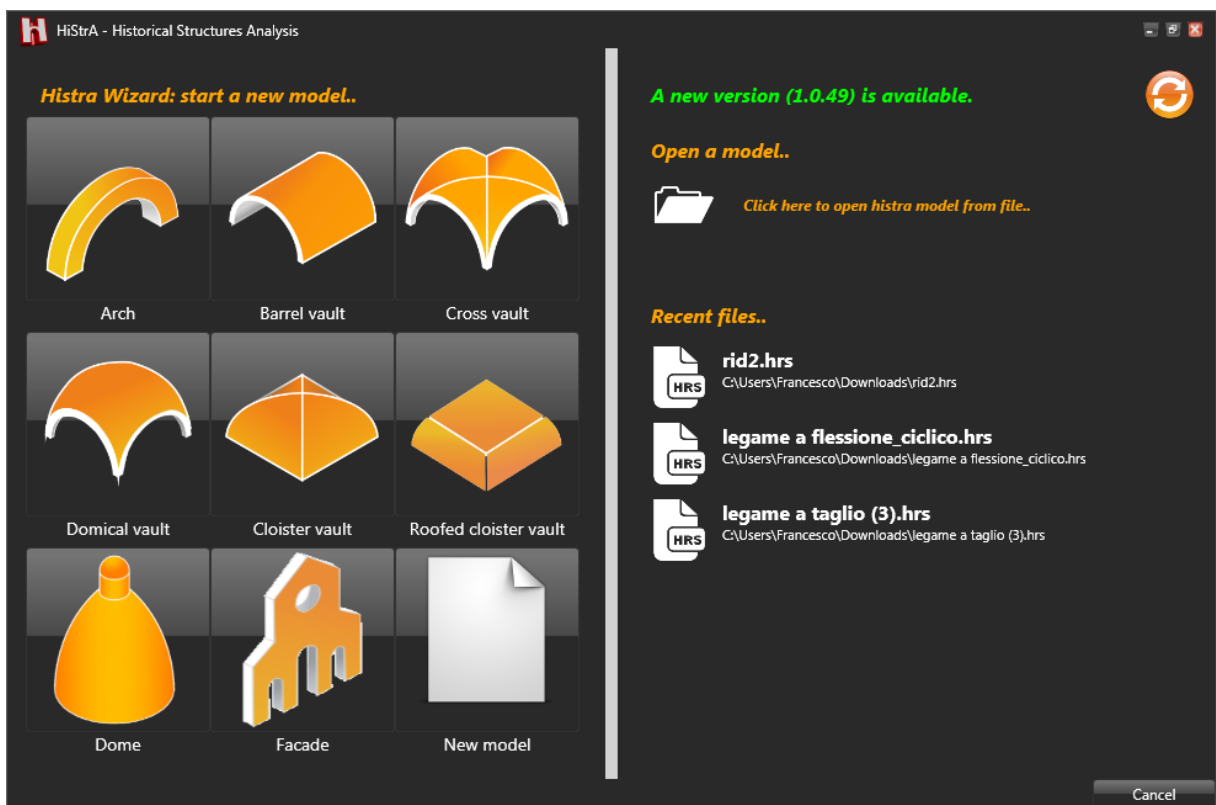 HiStrA - Historical Structures Analysis
Histra Wizard: start a new model..
Arch
Barrel vault
Cross vault
Domical vault
Cloister vault
Roofed cloister vault
Dome
Facade
New model
A new version (1.0.49) is available.
Open a model..
Click here to open histra model from file..
Recent files..
HRS
rid2.hrs
C:\Users\Francesco\Downloads\rid2.hrs
HRS
legame a flessione_ciclico.hrs
C:\Users\Francesco\Downloads\legame a flessione_ciclico.hrs
HRS
legame a taglio (3).hrs
C:\Users\Francesco\Downloads\legame a taglio (3).hrs
Cancel